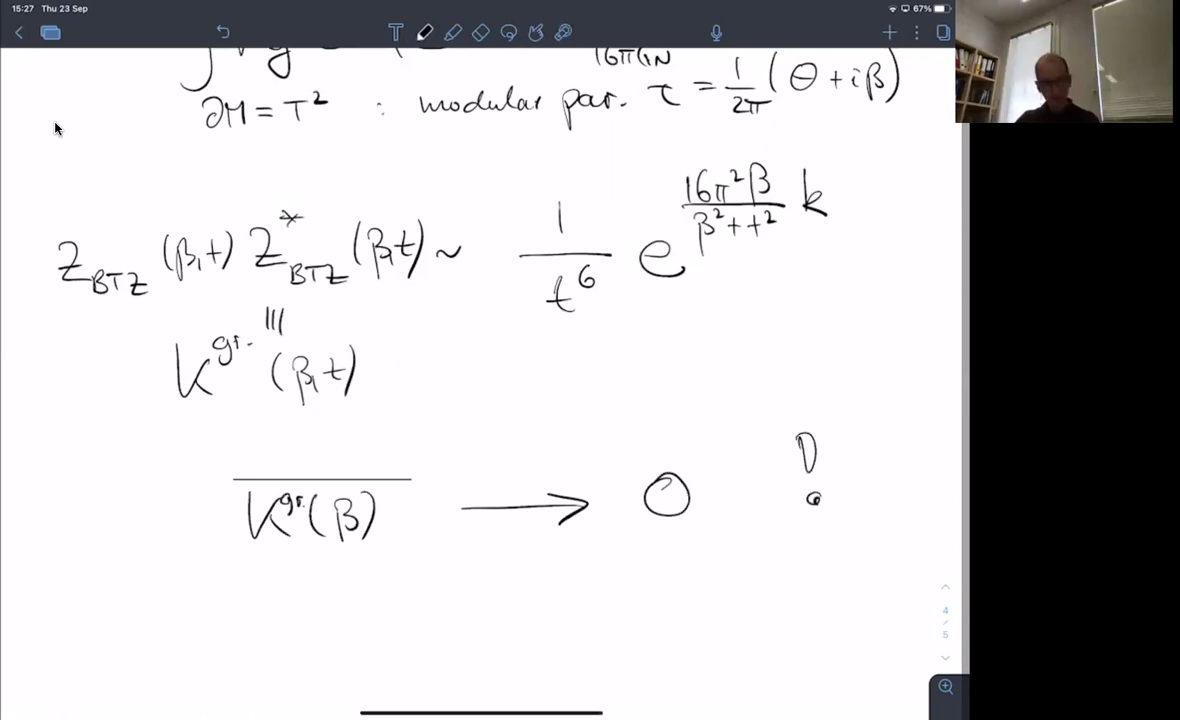 15:27 Thu 23 Sep
67%
16πG_N
∂M = T² : modular par. τ = 1/2π (θ + iβ)
Z_BTZ (β,t) Z*_BTZ (β,t) ~ 1/t⁶ e^{16π²β/(β²+t²) k}
|||
K^gr. (β,t)
K^gr. (β) → 0 !
4
/
5